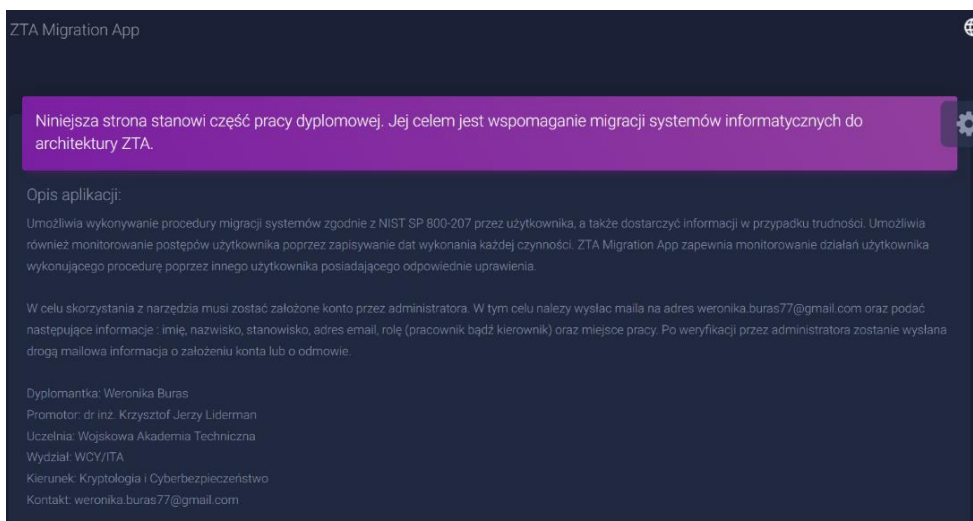 ZTA Migration App
Niniejsza strona stanowi część pracy dyplomowej. Jej celem jest wspomaganie migracji systemów informatycznych do
architektury ZTA.
Opis aplikacji:
Umożliwia wykonywanie procedury migracji systemów zgodnie z NIST SP 800-207 przez użytkownika, a także dostarczyć informacji w przypadku trudności. Umożliwia
również monitorowanie postępów użytkownika poprzez zapisywanie dat wykonania każdej czynności. ZTA Migration App zapewnia monitorowanie działań użytkownika
wykonującego procedurę poprzez innego użytkownika posiadającego odpowiednie uprawienia.
W celu skorzystania z narzędzia musi zostać założone konto przez administratora. W tym celu nalezy wysłac maila na adres weronika.buras77@gmail.com oraz podać
następujące informacje : imię, nazwisko, stanowisko, adres email, rolę (pracownik bądź kierownik) oraz miejsce pracy. Po weryfikacji przez administratora zostanie wysłana
drogą mailowa informacja o założeniu konta lub o odmowie.
Dyplomantka: Weronika Buras
Promotor: dr inż. Krzysztof Jerzy Liderman
Uczelnia: Wojskowa Akademia Techniczna
Wydział: WCY/ITA
Kierunek: Kryptologia i Cyberbezpieczeństwo
Kontakt: weronika.buras77@gmail.com